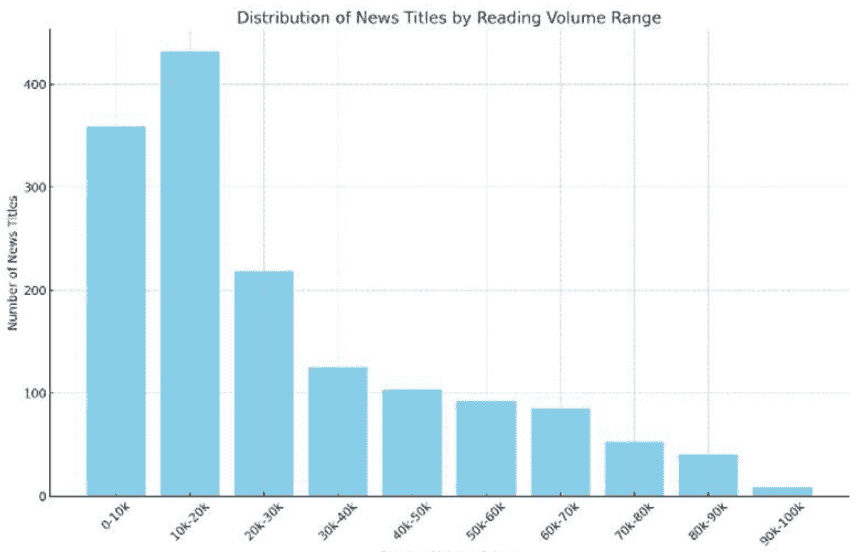 Distribution of News Titles by Reading Volume Range
Number of News Titles
400
300
200
100
0
0-10k
10k-20k
20k-30k
30k-40k
40k-50k
50k-60k
60k-70k
70k-80k
80k-90k
90k-100k